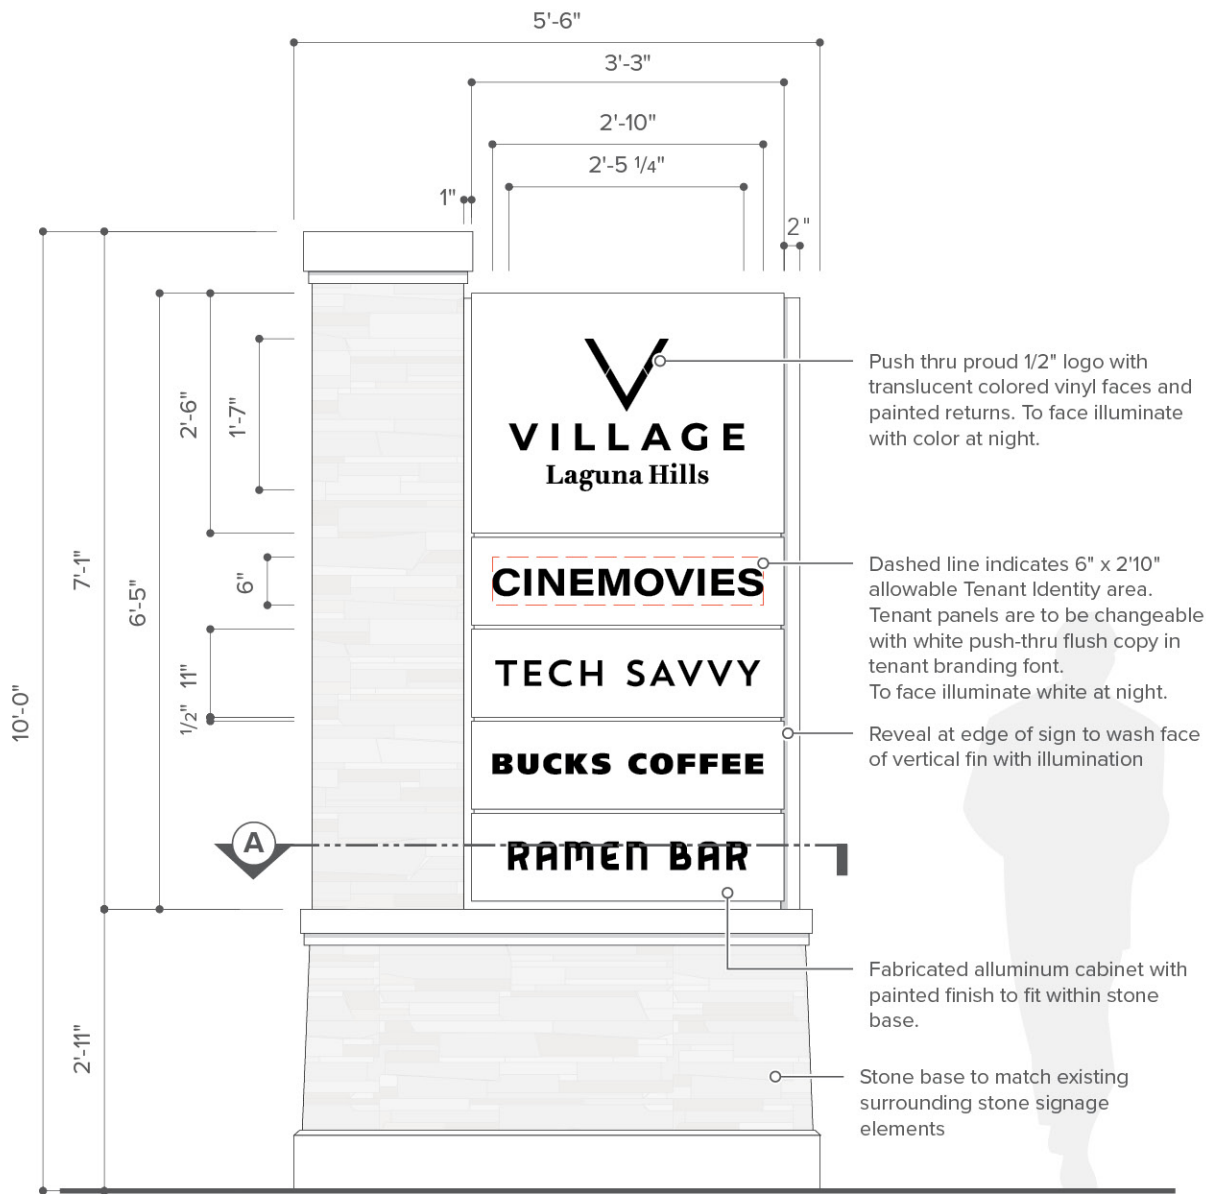 5'-6"
3'-3"
2'-10"
2'-5 1/4"
1"
2"
10'-0"
7'-1"
2'-11"
6'-5"
2'-6"
1'-7"
6"
11"
1/2"
VILLAGE
Laguna Hills
CINEMOVIES
TECH SAVVY
BUCKS COFFEE
A
RAMEN BAR
Push thru proud 1/2" logo with
translucent colored vinyl faces and
painted returns. To face illuminate
with color at night.
Dashed line indicates 6" x 2'10"
allowable Tenant Identity area.
Tenant panels are to be changeable
with white push-thru flush copy in
tenant branding font.
To face illuminate white at night.
Reveal at edge of sign to wash face
of vertical fin with illumination
Fabricated alluminum cabinet with
painted finish to fit within stone
base.
Stone base to match existing
surrounding stone signage
elements